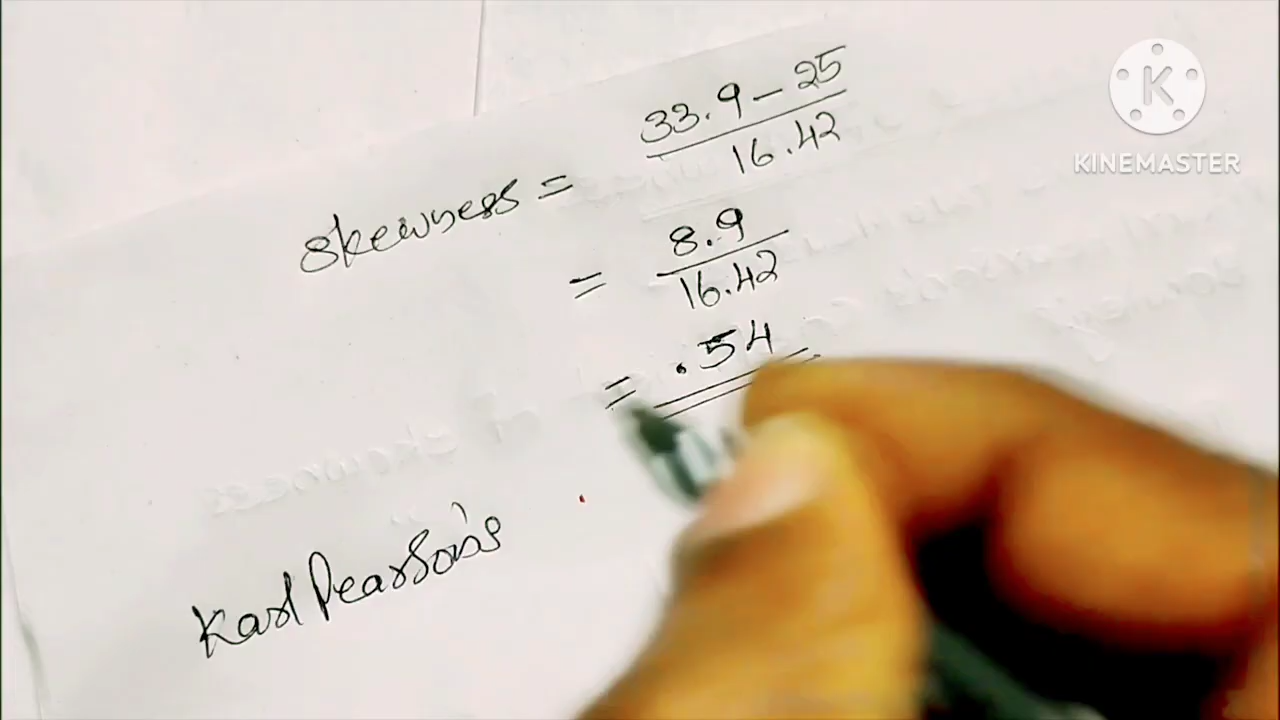 33.9 - 25
skewness =
16.42
8.9
=
16.42
= .54
Karl Pearson's
KINEMASTER